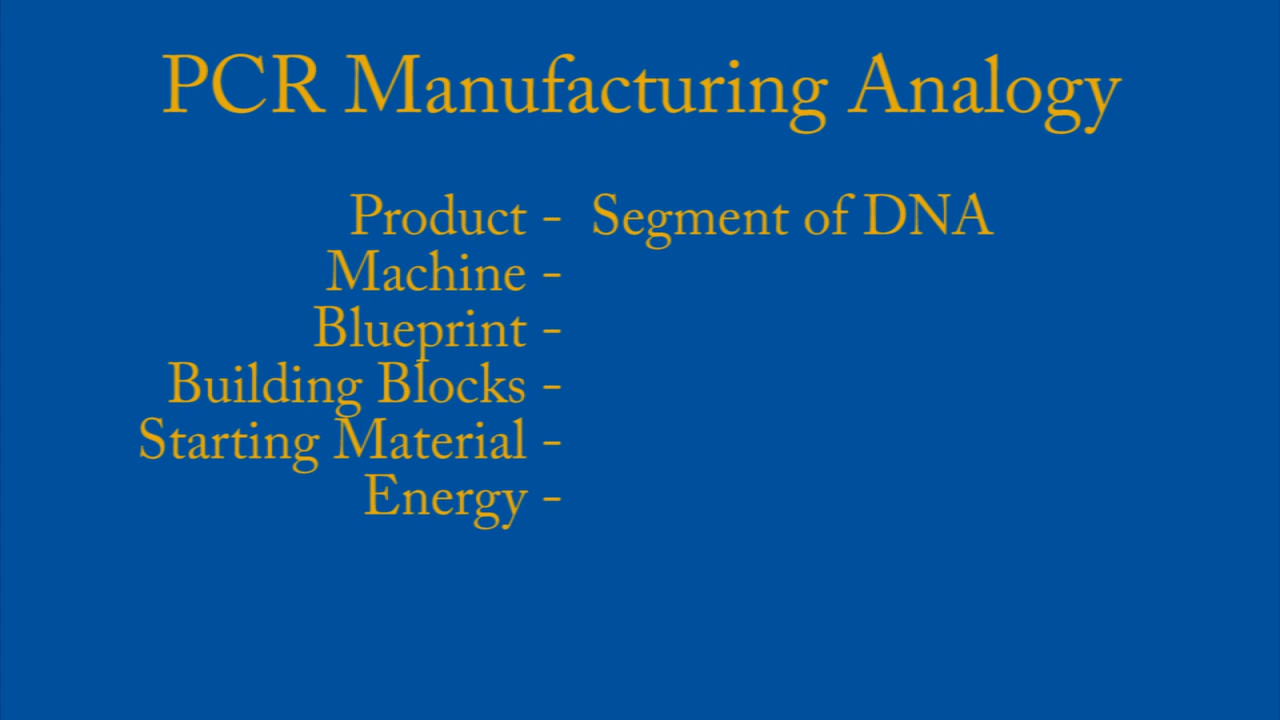 PCR Manufacturing Analogy
Product - Segment of DNA
Machine -
Blueprint -
Building Blocks -
Starting Material -
Energy -